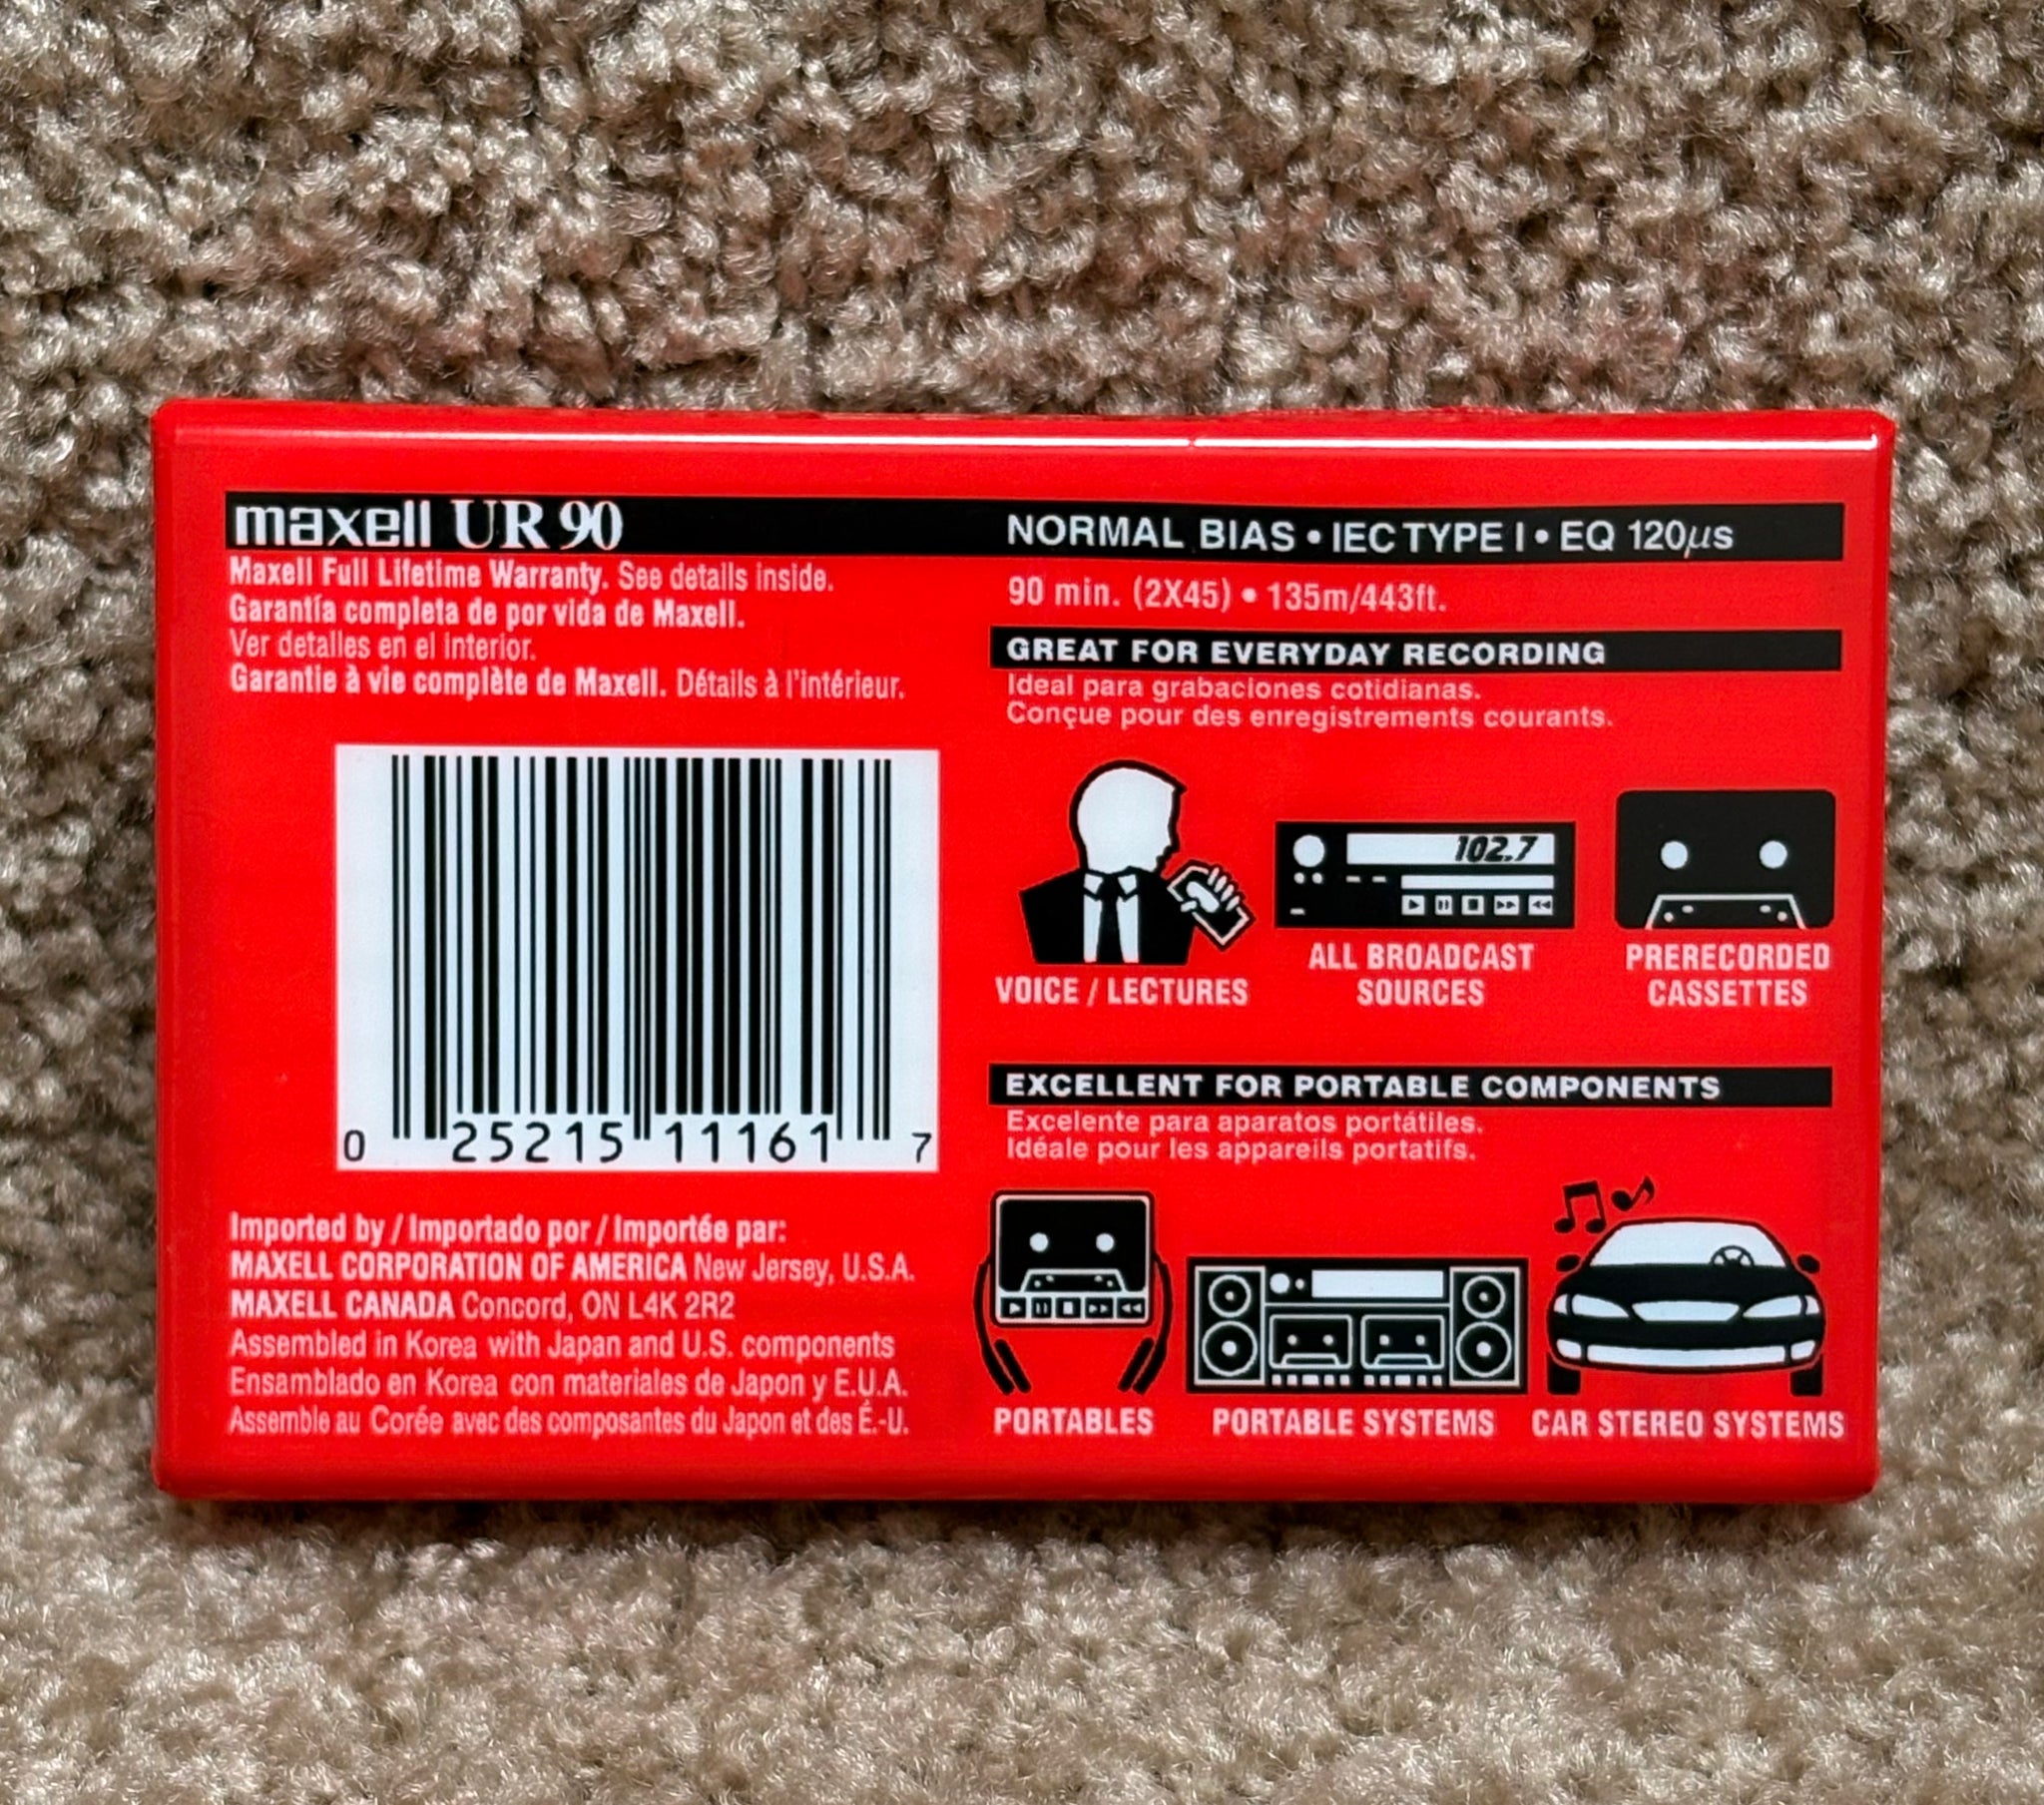 maxell UR 90
Maxell Full Lifetime Warranty. See details inside.
Garantía completa de por vida de Maxell.
Ver detalles en el interior.
Garantie à vie complète de Maxell. Détails à l'intérieur.
0 25215 11161 7
Imported by / Importado por / Importée par:
MAXELL CORPORATION OF AMERICA New Jersey, U.S.A.
MAXELL CANADA Concord, ON L4K 2R2
Assembled in Korea with Japan and U.S. components
Ensamblado en Korea con materiales de Japon y E.U.A.
Assemble au Corée avec des composantes du Japon et des É.-U.
NORMAL BIAS • IEC TYPE I • EQ 120µs
90 min. (2X45) • 135m/443ft.
GREAT FOR EVERYDAY RECORDING
Ideal para grabaciones cotidianas.
Conçue pour des enregistrements courants.
102.7
VOICE / LECTURES
ALL BROADCAST
SOURCES
PRERECORDED
CASSETTES
EXCELLENT FOR PORTABLE COMPONENTS
Excelente para aparatos portátiles.
Idéale pour les appareils portatifs.
PORTABLES
PORTABLE SYSTEMS
CAR STEREO SYSTEMS